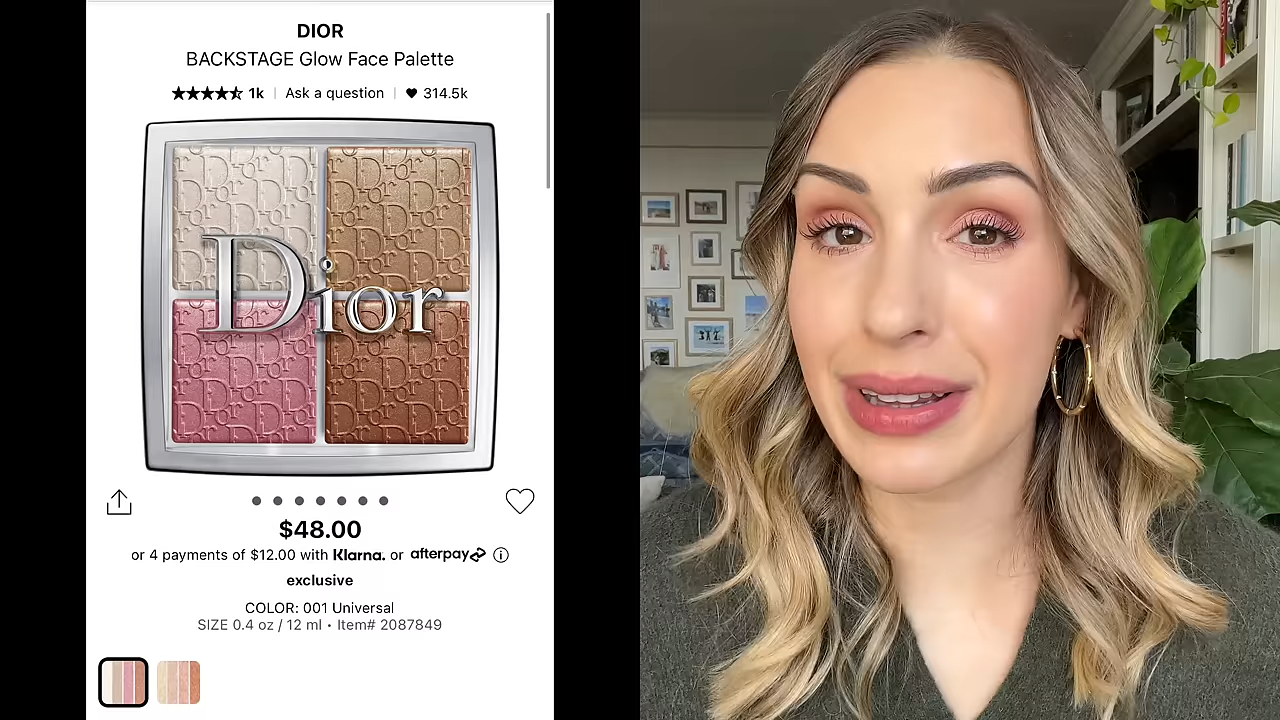 DIOR
BACKSTAGE Glow Face Palette
1k | Ask a question | 314.5k
Dior
$48.00
or 4 payments of $12.00 with Klarna. or afterpay
exclusive
COLOR: 001 Universal
SIZE 0.4 oz / 12 ml • Item# 2087849